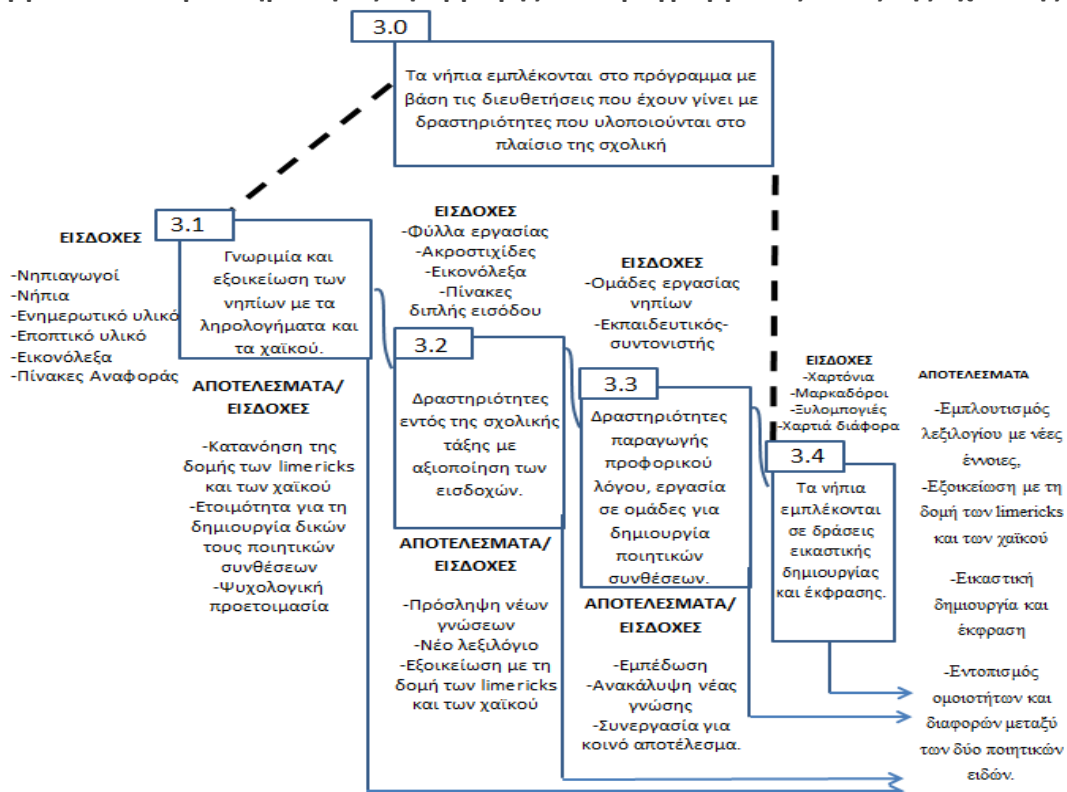 3.0
Τα νήπια εμπλέκονται στο πρόγραμμα με
βάση τις διευθετήσεις που έχουν γίνει με
δραστηριότητες που υλοποιούνται στο
πλαίσιο της σχολική
3.1
ΕΙΣΔΟΧΕΣ
-Νηπιαγωγοί
-Νήπια
-Ενημερωτικό υλικό
-Εποπτικό υλικό
-Εικονόλεξα
-Πίνακες Αναφοράς
Γνωριμία και
εξοικείωση των
νηπίων με τα
ληρολογήματα και
τα χαϊκού.
ΑΠΟΤΕΛΕΣΜΑΤΑ/
ΕΙΣΔΟΧΕΣ
-Κατανόηση της
δομής των limericks
και των χαϊκού
-Ετοιμότητα για τη
δημιουργία δικών
τους ποιητικών
συνθέσεων
-Ψυχολογική
προετοιμασία
ΕΙΣΔΟΧΕΣ
-Φύλλα εργασίας
-Ακροστιχίδες
-Εικονόλεξα
-Πίνακες
διπλής εισόδου
3.2
Δραστηριότητες
εντός της σχολικής
τάξης με
αξιοποίηση των
εισδοχών.
ΑΠΟΤΕΛΕΣΜΑΤΑ/
ΕΙΣΔΟΧΕΣ
-Πρόσληψη νέων
γνώσεων
-Νέο λεξιλόγιο
-Εξοικείωση με τη
δομή των limericks
και των χαϊκού
ΕΙΣΔΟΧΕΣ
-Ομάδες εργασίας
νηπίων
-Εκπαιδευτικός-
συντονιστής
3.3
Δραστηριότητες
παραγωγής
προφορικού
λόγου, εργασία
σε ομάδες για
δημιουργία
ποιητικών
συνθέσεων.
ΑΠΟΤΕΛΕΣΜΑΤΑ/
ΕΙΣΔΟΧΕΣ
-Εμπέδωση
-Ανακάλυψη νέας
γνώσης
-Συνεργασία για
κοινό αποτέλεσμα.
ΕΙΣΔΟΧΕΣ
-Χαρτόνια
-Μαρκαδόροι
-Ξυλομπογιές
-Χαρτιά διάφορα
3.4
Τα νήπια
εμπλέκονται
σε δράσεις
εικαστικής
δημιουργίας
και έκφρασης.
ΑΠΟΤΕΛΕΣΜΑΤΑ
-Εμπλουτισμός
λεξιλογίου με νέες
έννοιες,
-Εξοικείωση με τη
δομή των limericks
και των χαϊκού
-Εικαστική
δημιουργία και
έκφραση
-Εντοπισμός
ομοιοτήτων και
διαφορών μεταξύ
των δύο ποιητικών
ειδών.